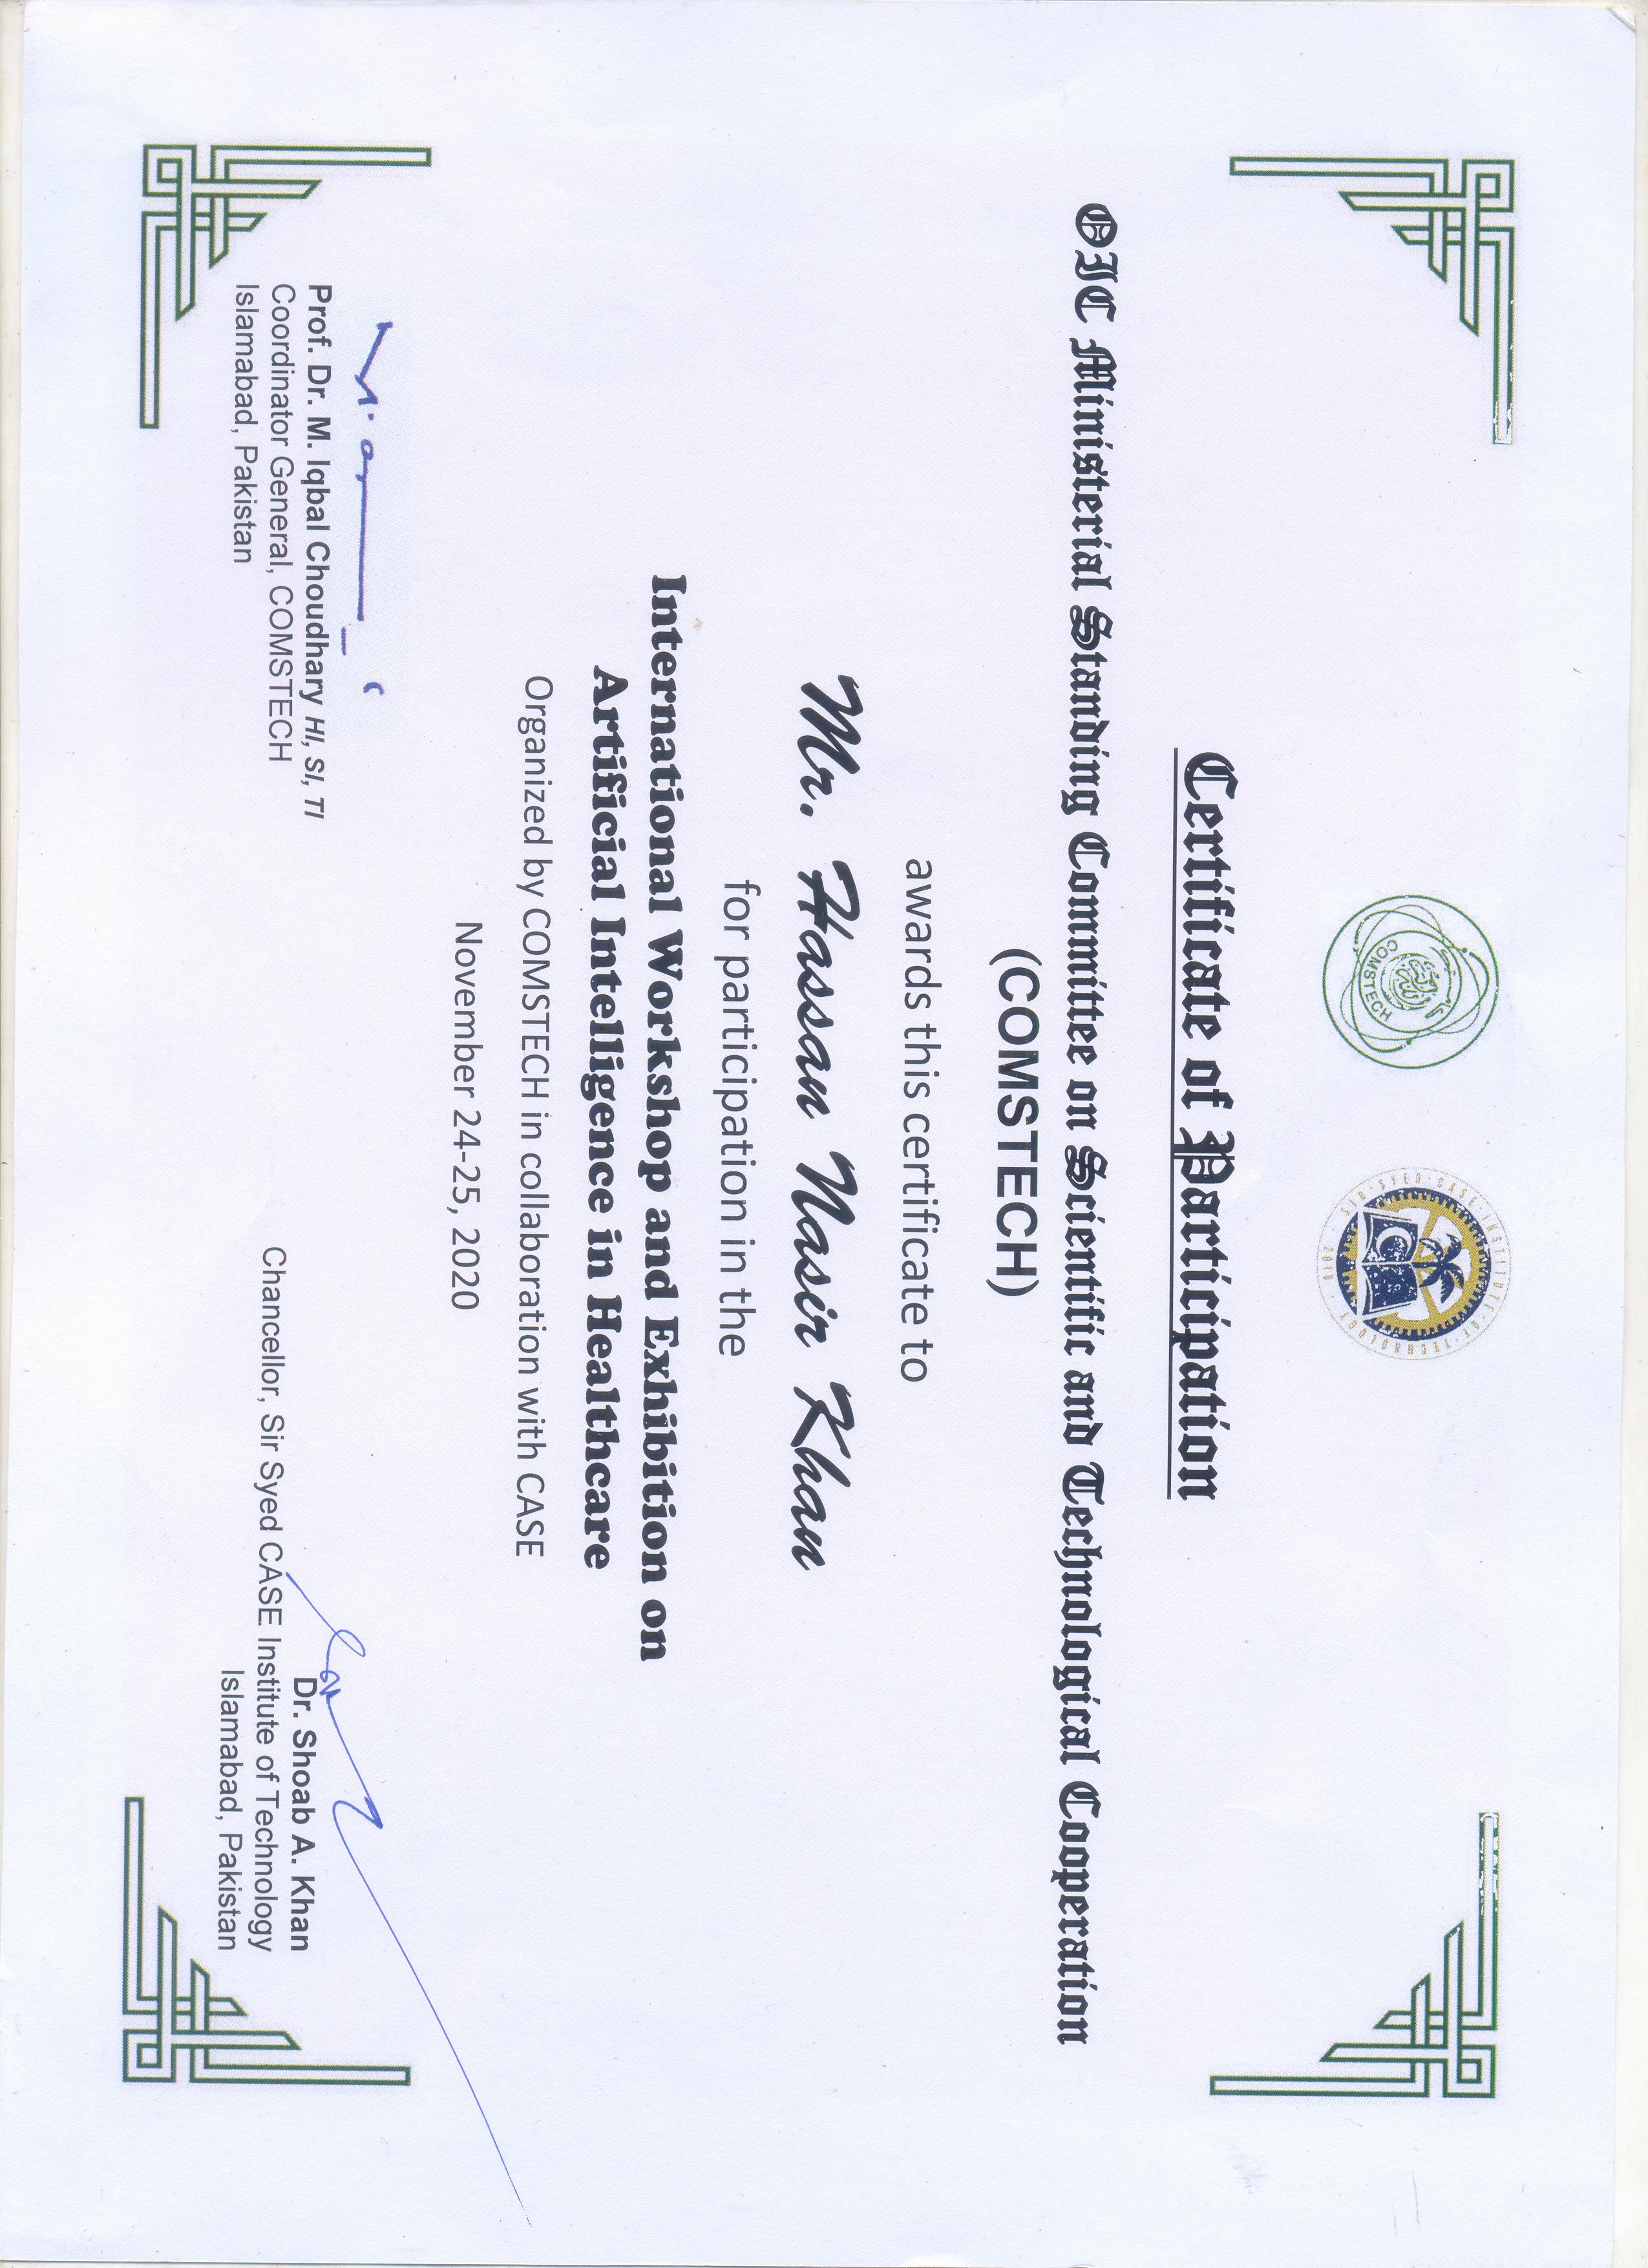 COMSTECH
SIR · SYED · CASE · INSTITUTE · OF · TECHNOLOGY · 2018
Certificate of Participation
OIC Ministerial Standing Committee on Scientific and Technological Cooperation
(COMSTECH)
awards this certificate to
Mr. Hassan Nasir Khan
for participation in the
International Workshop and Exhibition on
Artificial Intelligence in Healthcare
Organized by COMSTECH in collaboration with CASE
November 24-25, 2020
Prof. Dr. M. Iqbal Choudhary HI, SI, TI
Coordinator General, COMSTECH
Islamabad, Pakistan
Dr. Shoab A. Khan
Chancellor, Sir Syed CASE Institute of Technology
Islamabad, Pakistan